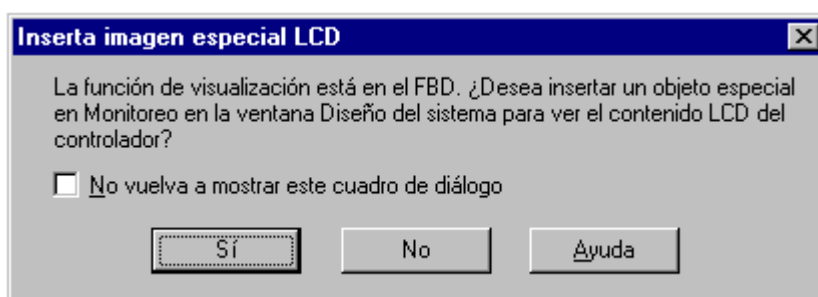 Inserta imagen especial LCD
La función de visualización está en el FBD. ¿Desea insertar un objeto especial
en Monitoreo en la ventana Diseño del sistema para ver el contenido LCD del
controlador?
No vuelva a mostrar este cuadro de diálogo
Sí No Ayuda